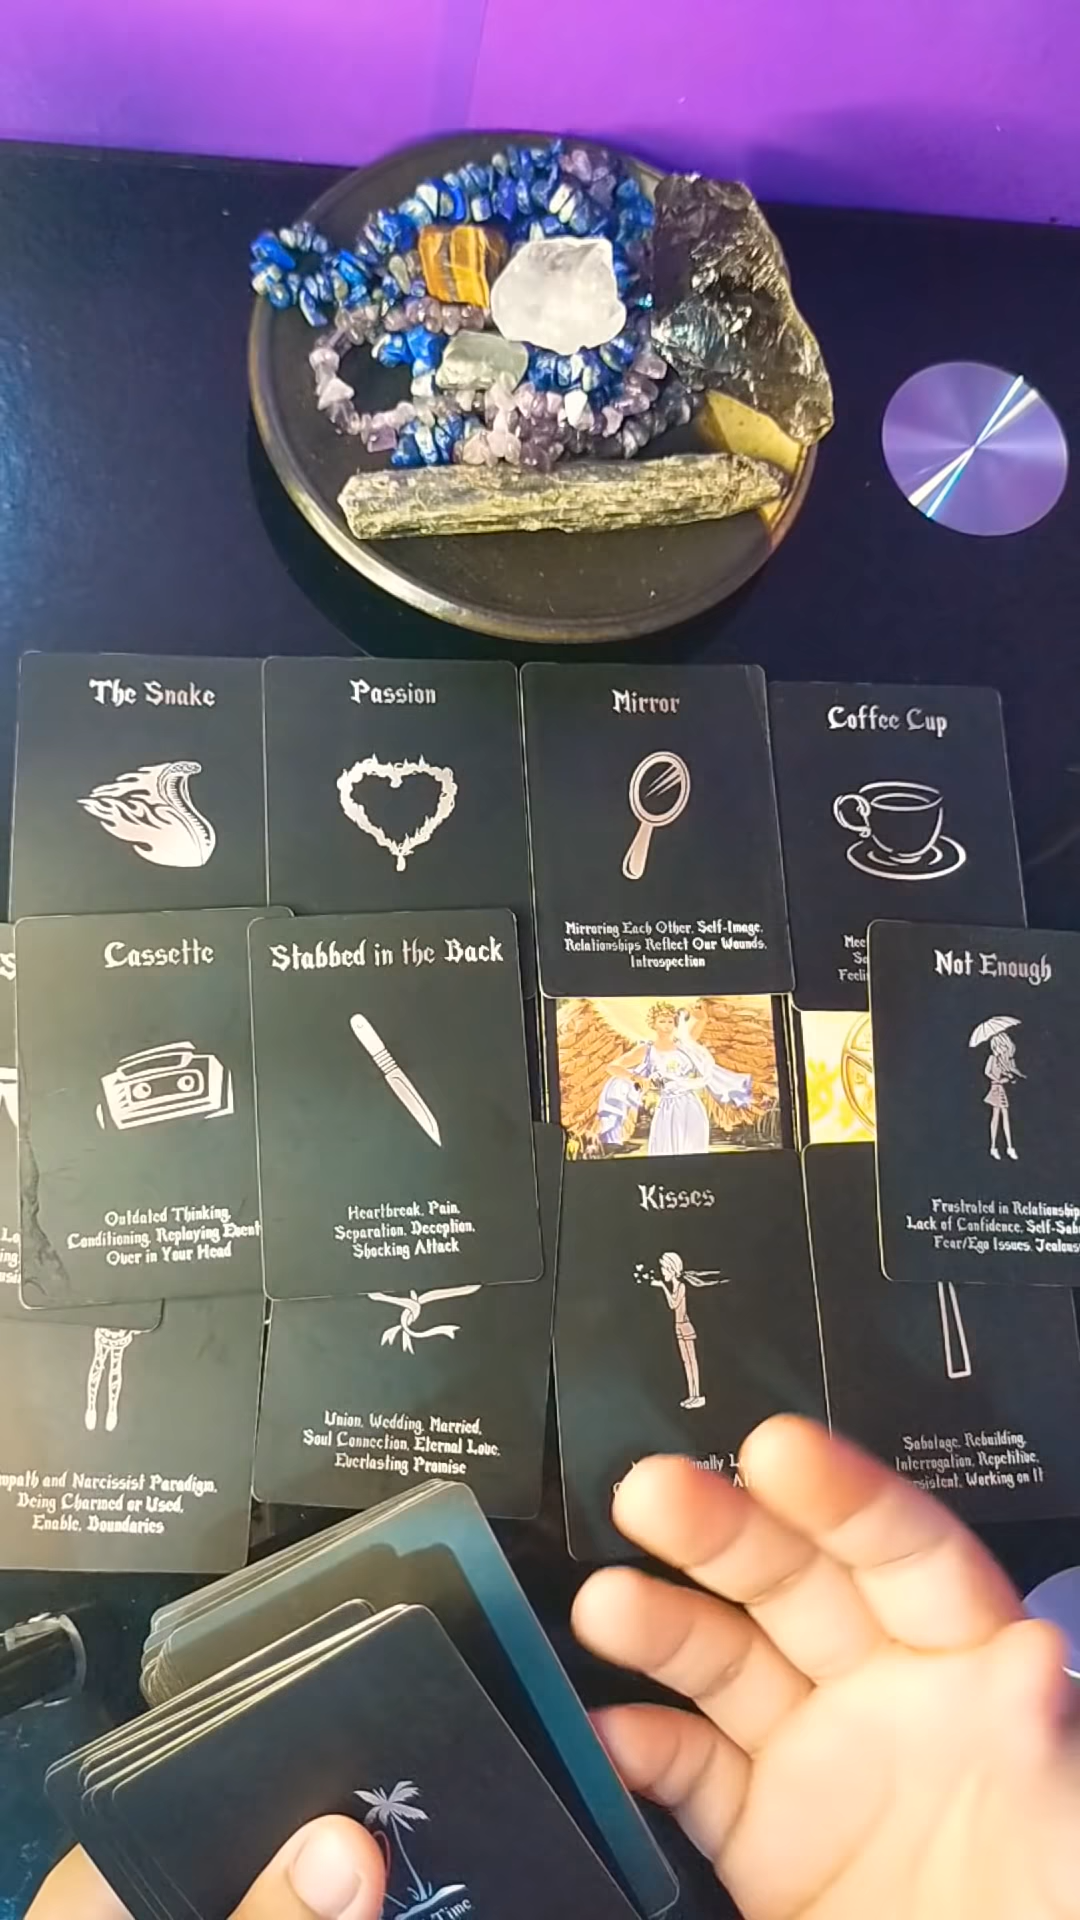 The Snake
Passion
Mirror
Coffee Cup
Mirroring Each Other, Self-Image,
Relationships Reflect Our Wounds,
Introspection
Cassette
Stabbed in the Back
Not Enough
Outdated Thinking,
Conditioning, Replaying Event
Over in Your Head
Heartbreak, Pain,
Separation, Deception,
Shocking Attack
Frustrated in Relationship
Lack of Confidence, Self-Sab
Fear/Ego Issues, Jealous
Kisses
Union, Wedding, Married,
Soul Connection, Eternal Love,
Everlasting Promise
Sabotage, Rebuilding,
Interrogation, Repetitive,
sistent, Working on It
mpath and Narcissist Paradigm,
Being Charmed or Used,
Enable, Boundaries
Time